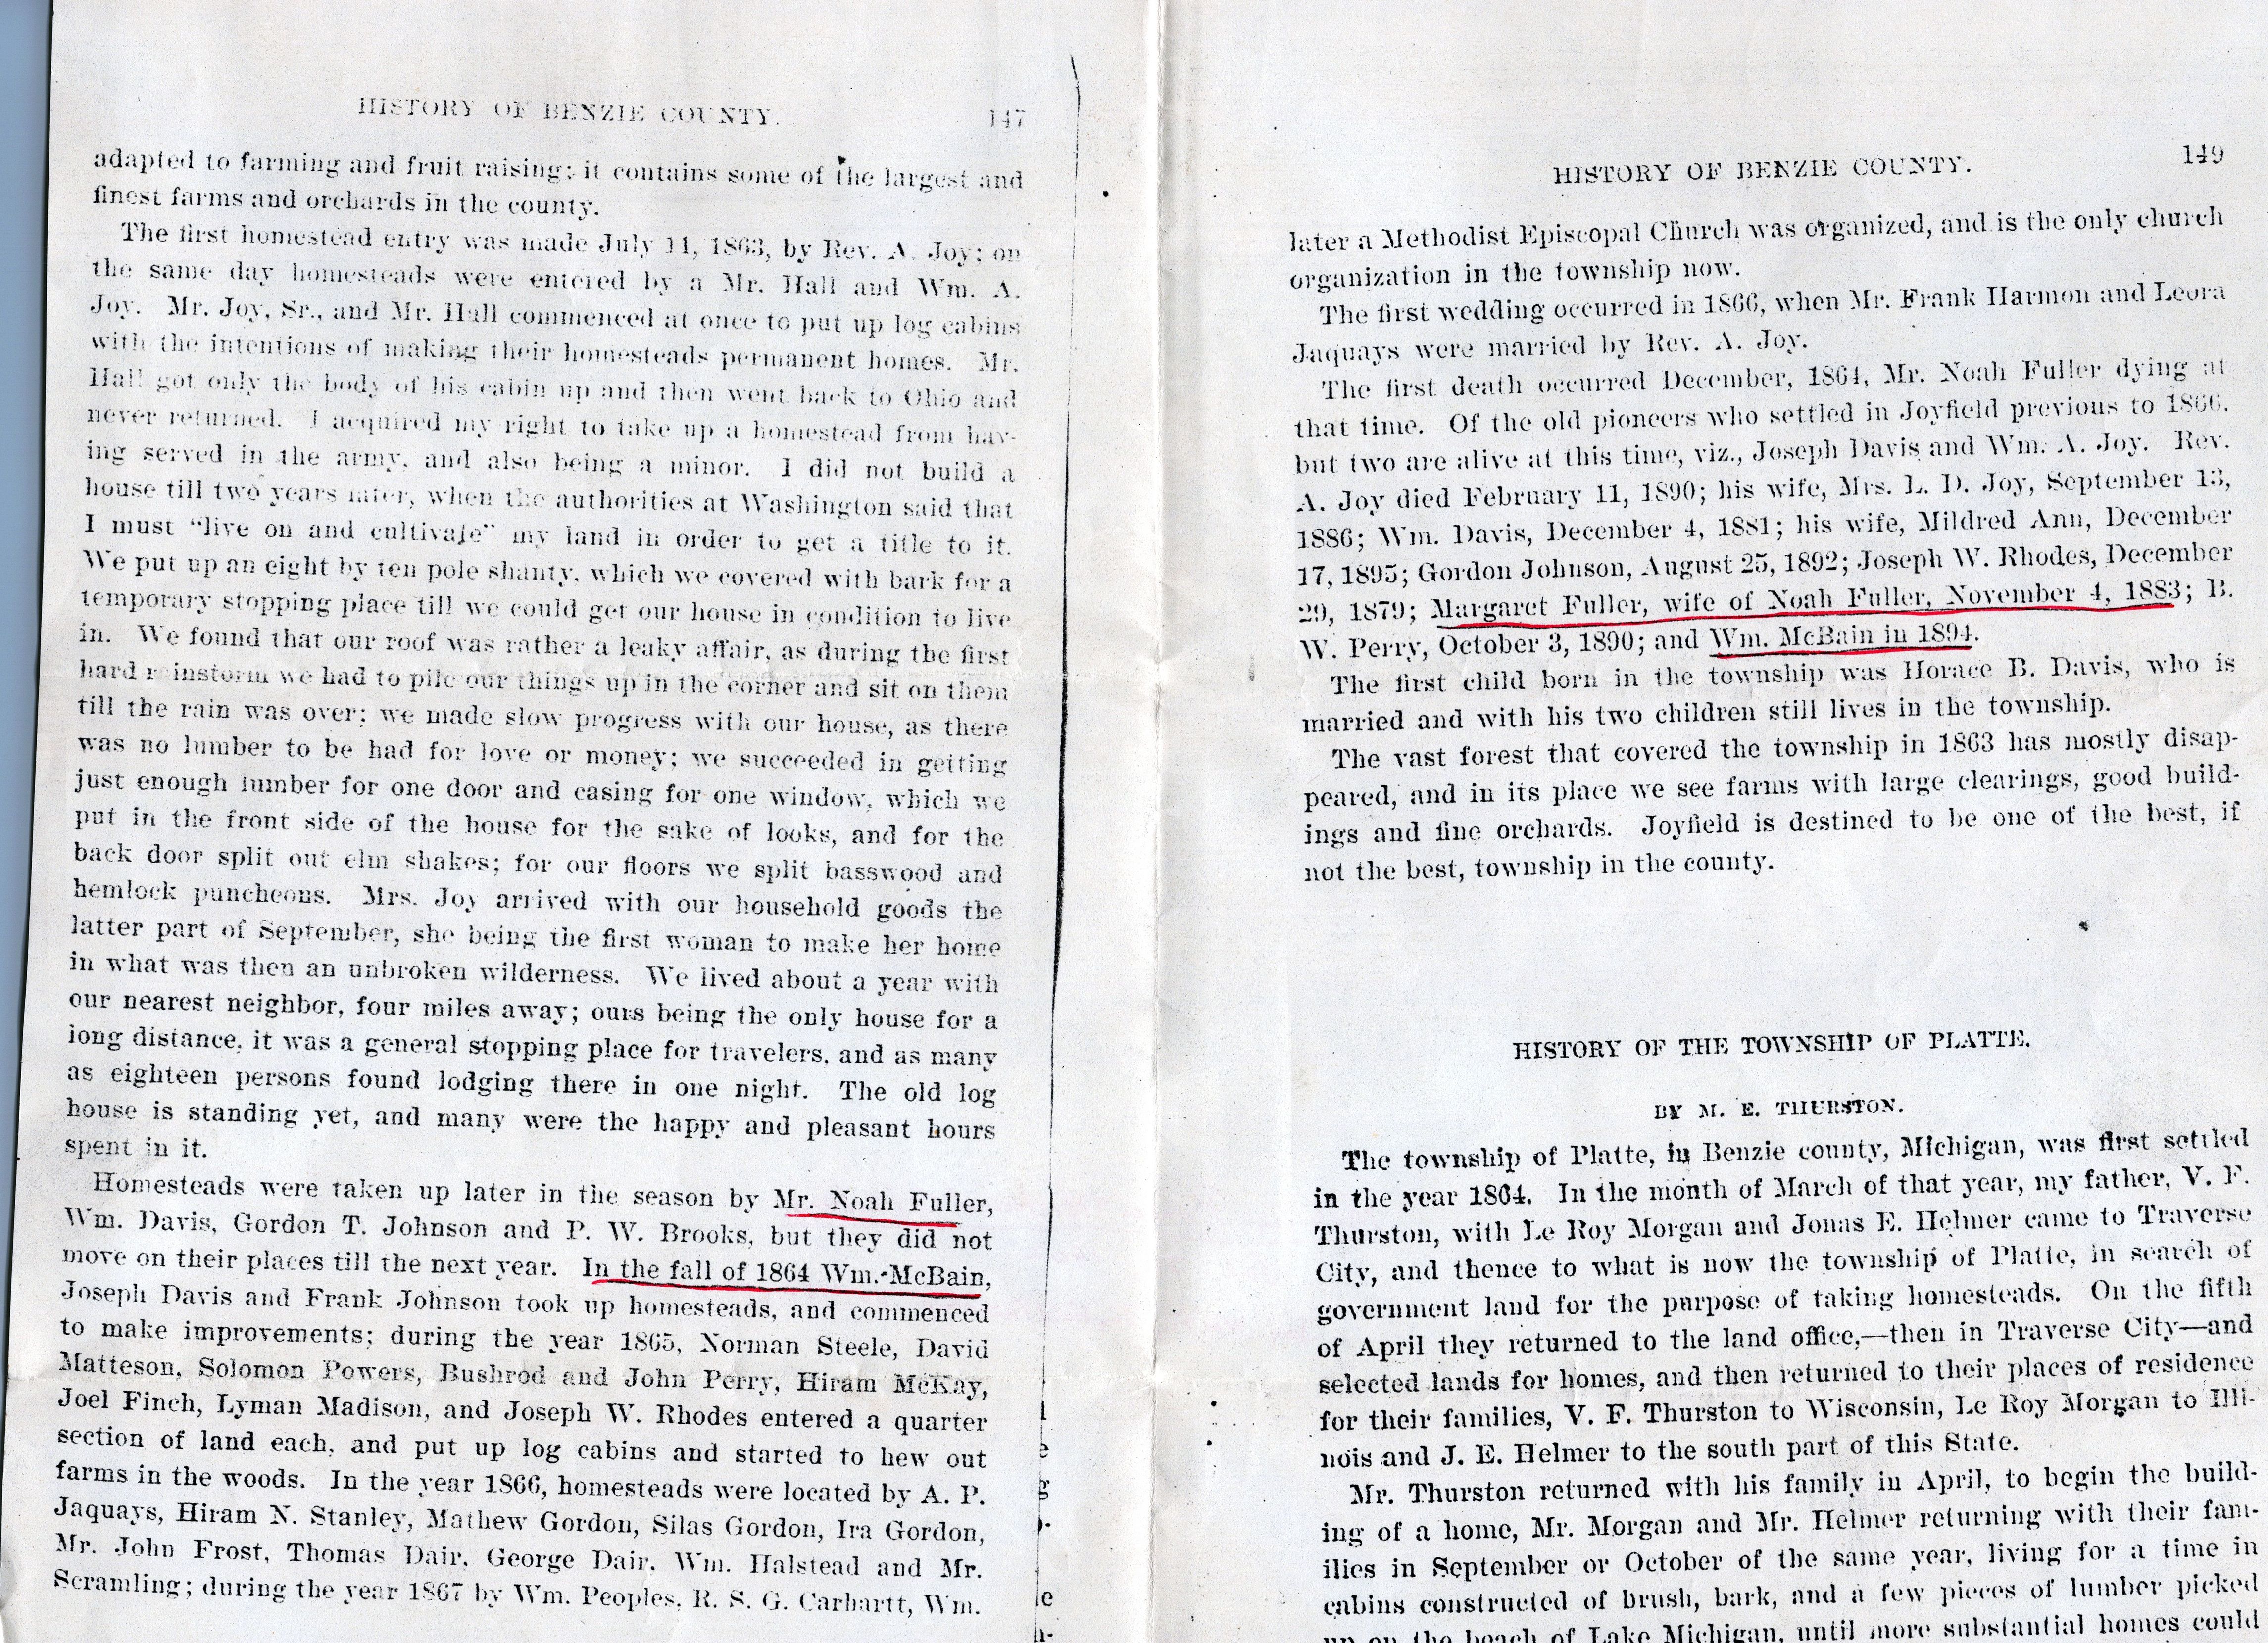 HISTORY OF BENZIE COUNTY. 147
adapted to farming and fruit raising; it contains some of the largest and
finest farms and orchards in the county.
The first homestead entry was made July 11, 1863, by Rev. A. Joy; on
the same day homesteads were entered by a Mr. Hall and Wm. A.
Joy. Mr. Joy, Sr., and Mr. Hall commenced at once to put up log cabins
with the intentions of making their homesteads permanent homes. Mr.
Hall got only the body of his cabin up and then went back to Ohio and
never returned. I acquired my right to take up a homestead from hav-
ing served in the army, and also being a minor. I did not build a
house till two years later, when the authorities at Washington said that
I must "live on and cultivate" my land in order to get a title to it.
We put up an eight by ten pole shanty, which we covered with bark for a
temporary stopping place till we could get our house in condition to live
in. We found that our roof was rather a leaky affair, as during the first
hard rainstorm we had to pile our things up in the corner and sit on them
till the rain was over; we made slow progress with our house, as there
was no lumber to be had for love or money; we succeeded in getting
just enough lumber for one door and casing for one window, which we
put in the front side of the house for the sake of looks, and for the
back door split out elm shakes; for our floors we split basswood and
hemlock puncheons. Mrs. Joy arrived with our household goods the
latter part of September, she being the first woman to make her home
in what was then an unbroken wilderness. We lived about a year with
our nearest neighbor, four miles away; ours being the only house for a
long distance, it was a general stopping place for travelers, and as many
as eighteen persons found lodging there in one night. The old log
house is standing yet, and many were the happy and pleasant hours
spent in it.
Homesteads were taken up later in the season by Mr. Noah Fuller,
Wm. Davis, Gordon T. Johnson and P. W. Brooks, but they did not
move on their places till the next year. In the fall of 1864 Wm. McBain,
Joseph Davis and Frank Johnson took up homesteads, and commenced
to make improvements; during the year 1865, Norman Steele, David
Matteson, Solomon Powers, Bushrod and John Perry, Hiram McKay,
Joel Finch, Lyman Madison, and Joseph W. Rhodes entered a quarter
section of land each, and put up log cabins and started to hew out
farms in the woods. In the year 1866, homesteads were located by A. P.
Jaquays, Hiram N. Stanley, Mathew Gordon, Silas Gordon, Ira Gordon,
Mr. John Frost, Thomas Dair, George Dair, Wm. Halstead and Mr.
Scramling; during the year 1867 by Wm. Peoples, R. S. G. Carhartt, Wm.
HISTORY OF BENZIE COUNTY. 149
later a Methodist Episcopal Church was organized, and is the only church
organization in the township now.
The first wedding occurred in 1866, when Mr. Frank Harmon and Leora
Jaquays were married by Rev. A. Joy.
The first death occurred December, 1864, Mr. Noah Fuller dying at
that time. Of the old pioneers who settled in Joyfield previous to 1866,
but two are alive at this time, viz., Joseph Davis and Wm. A. Joy. Rev.
A. Joy died February 11, 1890; his wife, Mrs. L. D. Joy, September 13,
1886; Wm. Davis, December 4, 1881; his wife, Mildred Ann, December
17, 1895; Gordon Johnson, August 25, 1892; Joseph W. Rhodes, December
29, 1879; Margaret Fuller, wife of Noah Fuller, November 4, 1883; B.
W. Perry, October 3, 1890; and Wm. McBain in 1894.
The first child born in the township was Horace B. Davis, who is
married and with his two children still lives in the township.
The vast forest that covered the township in 1863 has mostly disap-
peared, and in its place we see farms with large clearings, good build-
ings and fine orchards. Joyfield is destined to be one of the best, if
not the best, township in the county.
HISTORY OF THE TOWNSHIP OF PLATTE.
BY M. E. THURSTON.
The township of Platte, in Benzie county, Michigan, was first settled
in the year 1864. In the month of March of that year, my father, V. F.
Thurston, with Le Roy Morgan and Jonas E. Helmer came to Traverse
City, and thence to what is now the township of Platte, in search of
government land for the purpose of taking homesteads. On the fifth
of April they returned to the land office,—then in Traverse City—and
selected lands for homes, and then returned to their places of residence
for their families, V. F. Thurston to Wisconsin, Le Roy Morgan to Illi-
nois and J. E. Helmer to the south part of this State.
Mr. Thurston returned with his family in April, to begin the build-
ing of a home, Mr. Morgan and Mr. Helmer returning with their fam-
ilies in September or October of the same year, living for a time in
cabins constructed of brush, bark, and a few pieces of lumber picked
up on the beach of Lake Michigan, until more substantial homes could